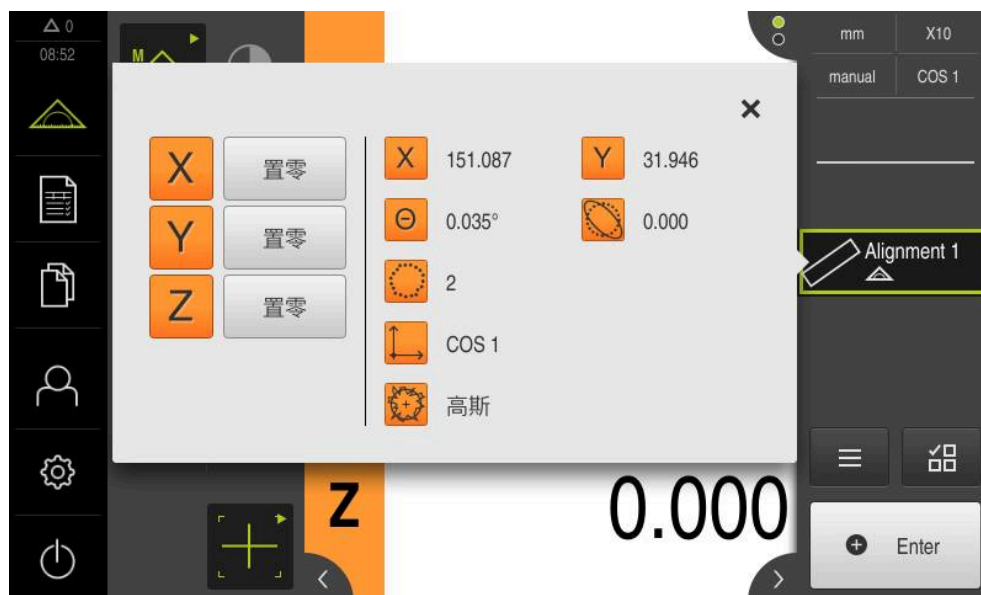 0
08:52
M
mm X10
manual COS 1
X 置零
Y 置零
Z 置零
X 151.087 Y 31.946
Θ 0.035° 0.000
2
COS 1
高斯
Alignment 1
Z 0.000
Enter